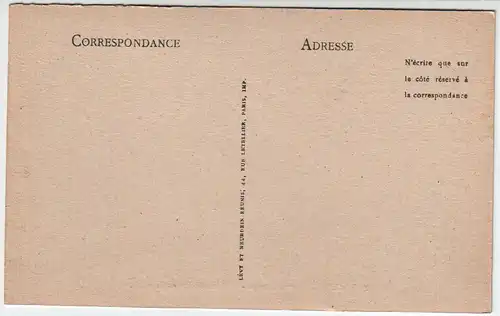 CORRESPONDANCE
ADRESSE
N'écrire que sur
le côté réservé à
la correspondance
LÉVY ET NEURDEIN RÉUNIS, 44, RUE LETELLIER, PARIS, IMP.